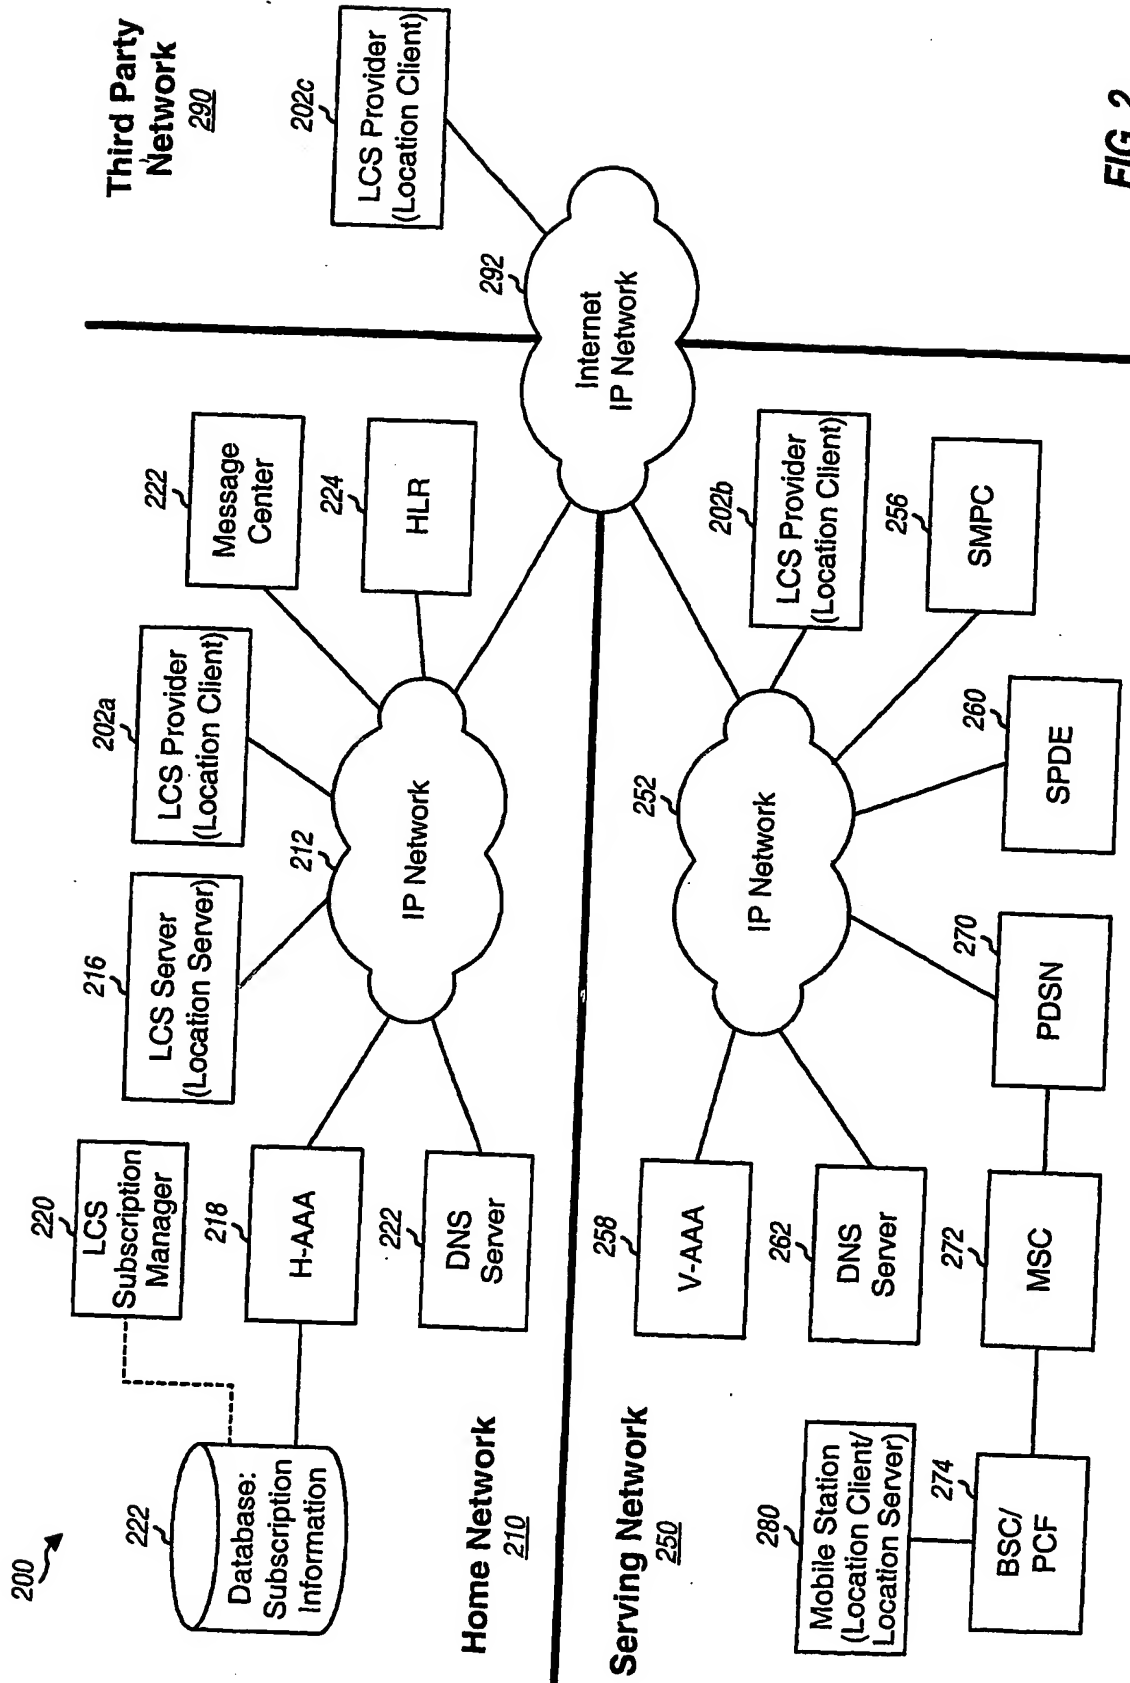 200
222
Database:
Subscription
Information
220
LCS
Subscription
Manager
218
H-AAA
222
DNS
Server
216
LCS Server
(Location Server)
202a
LCS Provider
(Location Client)
222
Message
Center
224
HLR
212
IP Network
Home Network
210
Third Party
Network
290
202c
LCS Provider
(Location Client)
292
Internet
IP Network
Serving Network
250
280
Mobile Station
(Location Client/
Location Server)
274
BSC/
PCF
258
V-AAA
262
DNS
Server
272
MSC
252
IP Network
270
PDSN
260
SPDE
202b
LCS Provider
(Location Client)
256
SMPC
FIG. 2